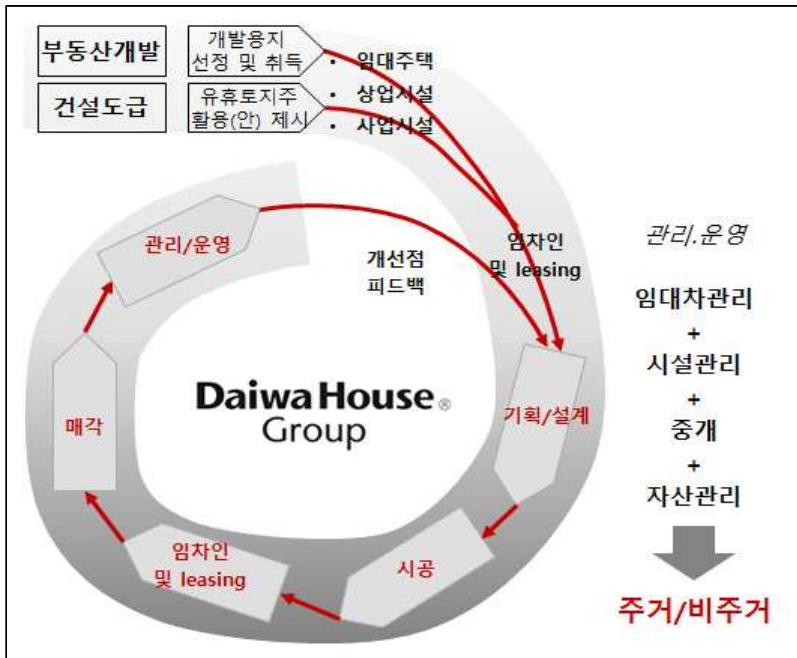 부동산개발
개발용지
선정 및 취득
• 임대주택
건설도급
유휴토지주
활용(안) 제시
• 상업시설
• 사업시설
관리/운영
개선점
피드백
임차인
및 leasing
관리.운영
임대차관리
+
시설관리
+
중개
+
자산관리
주거/비주거
매각
Daiwa House ®
Group
기획/설계
임차인
및 leasing
시공